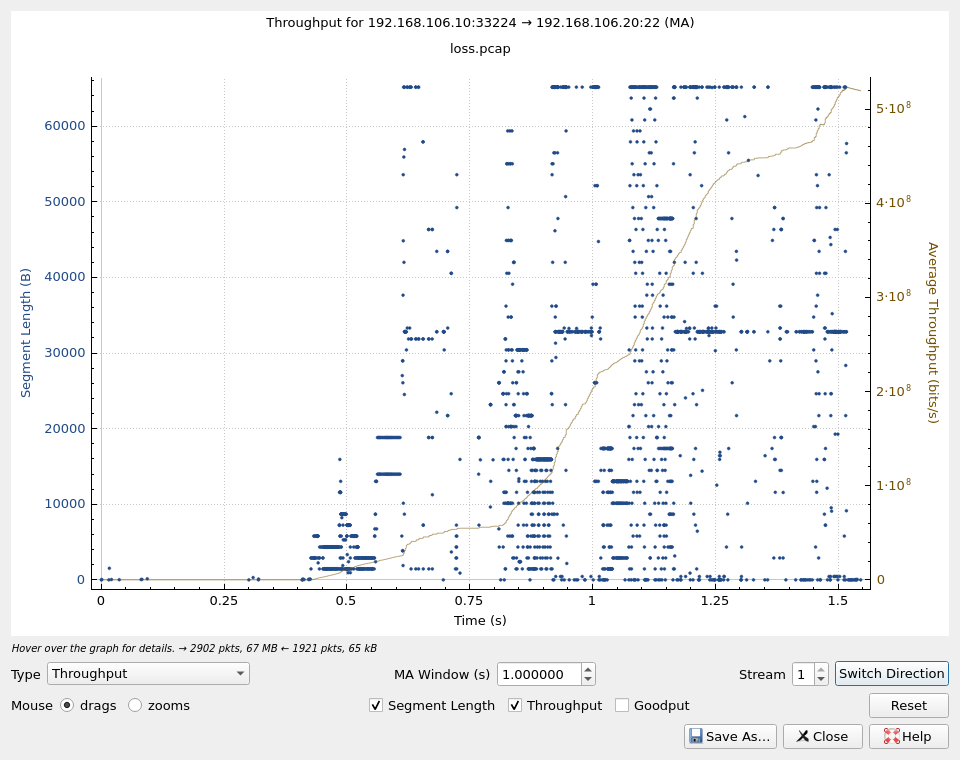 Throughput for 192.168.106.10:33224 → 192.168.106.20:22 (MA)
loss.pcap
Segment Length (B)
60000
50000
40000
30000
20000
10000
0
5·10⁸
4·10⁸
3·10⁸
2·10⁸
1·10⁸
0
Average Throughput (bits/s)
0 0.25 0.5 0.75 1 1.25 1.5
Time (s)
Hover over the graph for details. → 2902 pkts, 67 MB ← 1921 pkts, 65 kB
Type Throughput MA Window (s) 1.000000 Stream 1 Switch Direction
Mouse drags zooms Segment Length Throughput Goodput Reset
Save As... Close Help